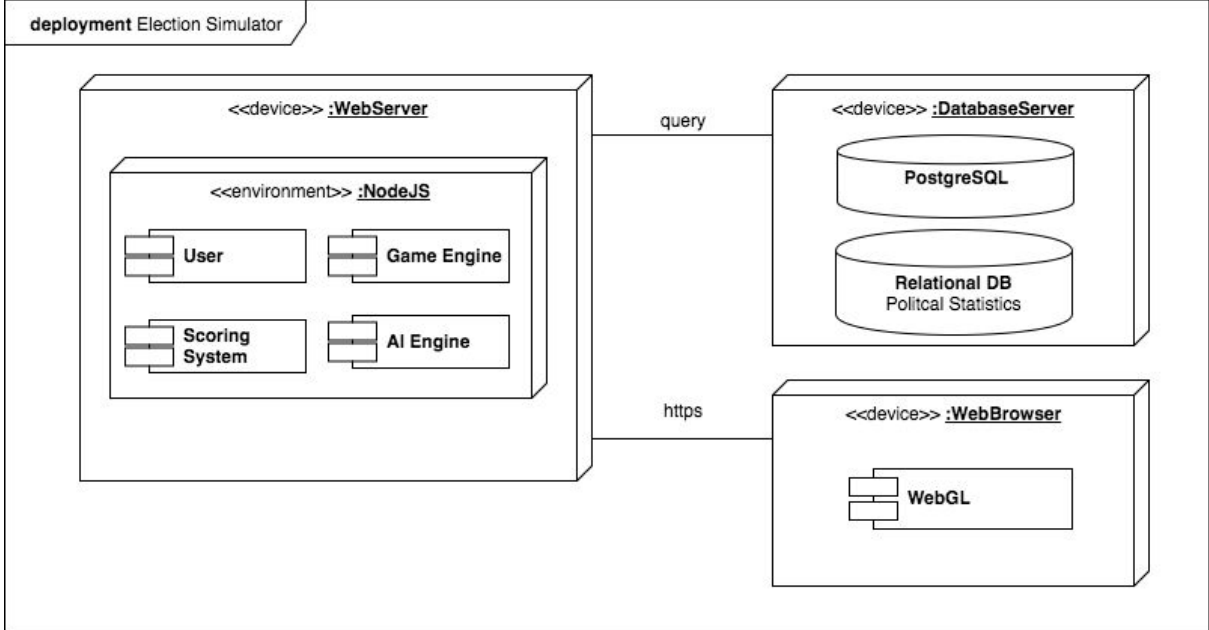 deployment Election Simulator
<<device>> :WebServer
<<environment>> :NodeJS
User
Game Engine
Scoring
System
AI Engine
query
https
<<device>> :DatabaseServer
PostgreSQL
Relational DB
Politcal Statistics
<<device>> :WebBrowser
WebGL